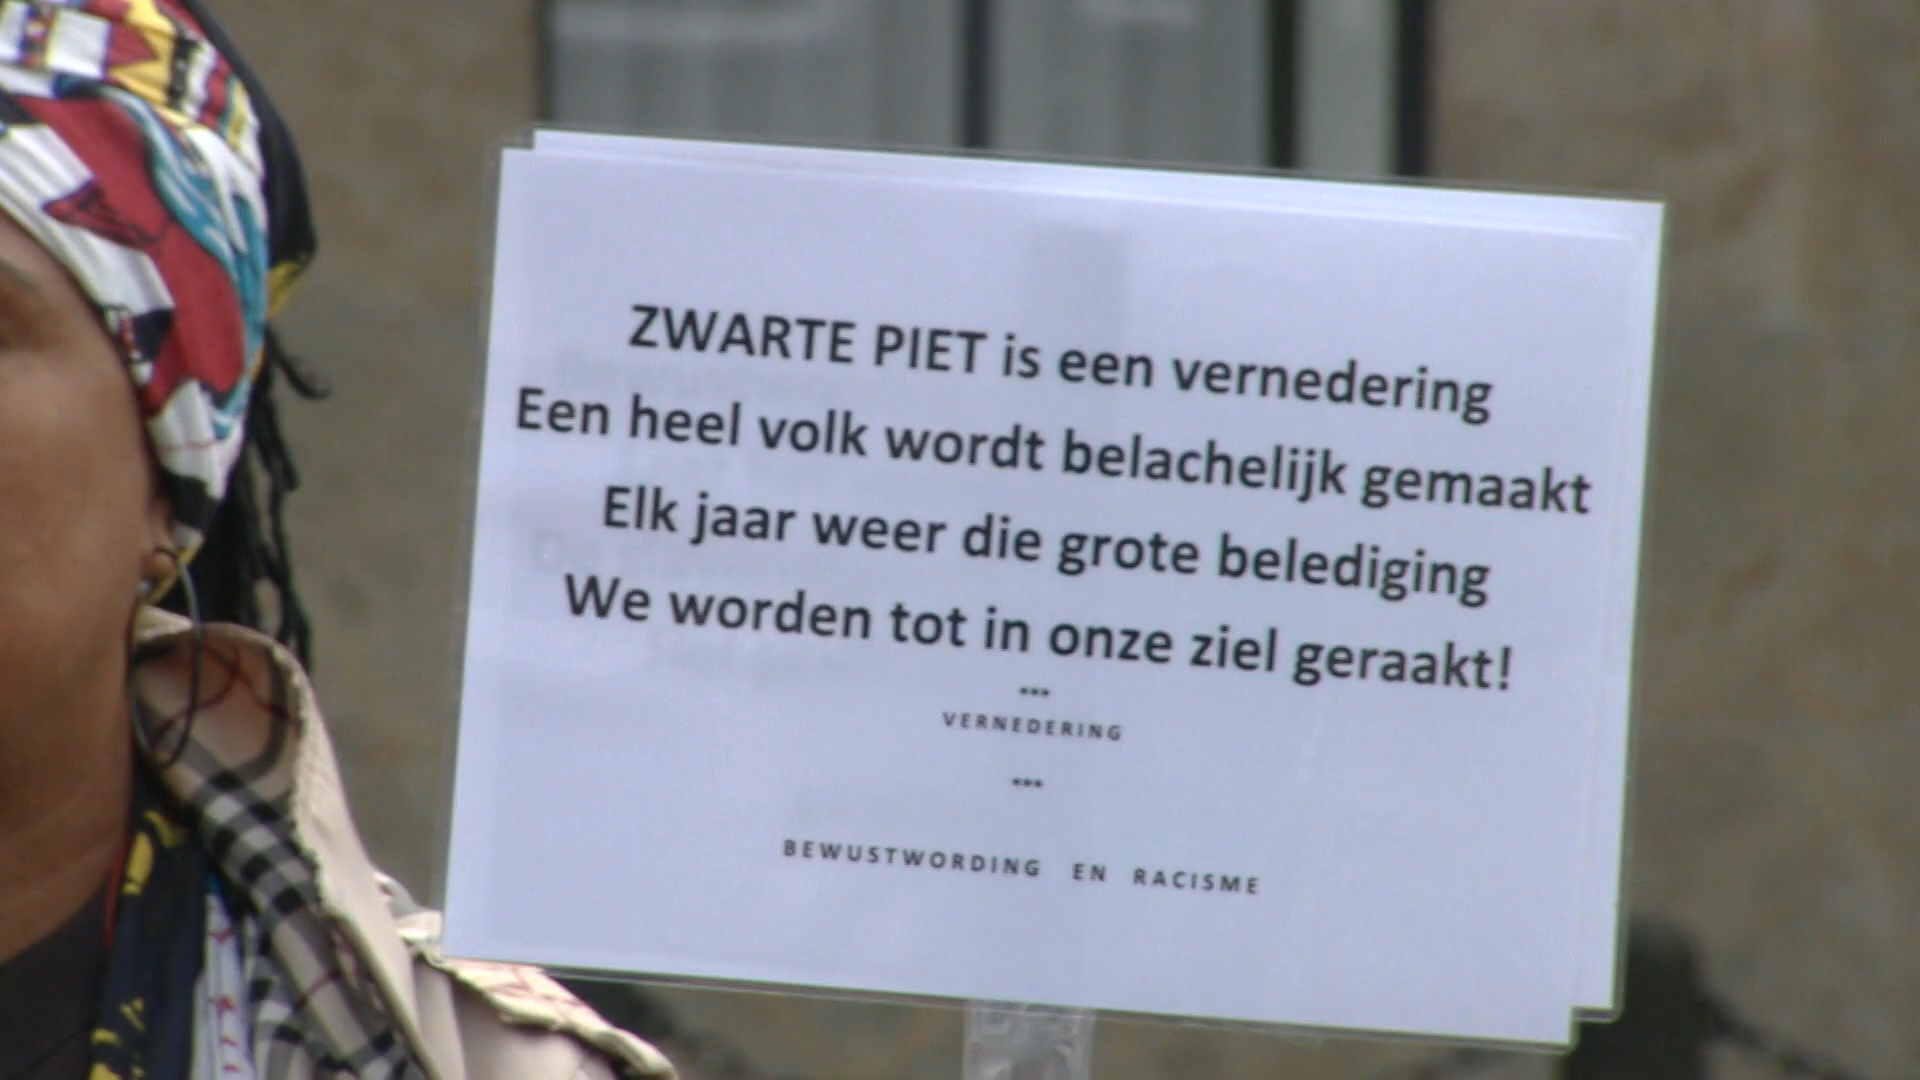 ZWARTE PIET is een vernedering
Een heel volk wordt belachelijk gemaakt
Elk jaar weer die grote belediging
We worden tot in onze ziel geraakt!
...
VERNEDERING
...
BEWUSTWORDING EN RACISME